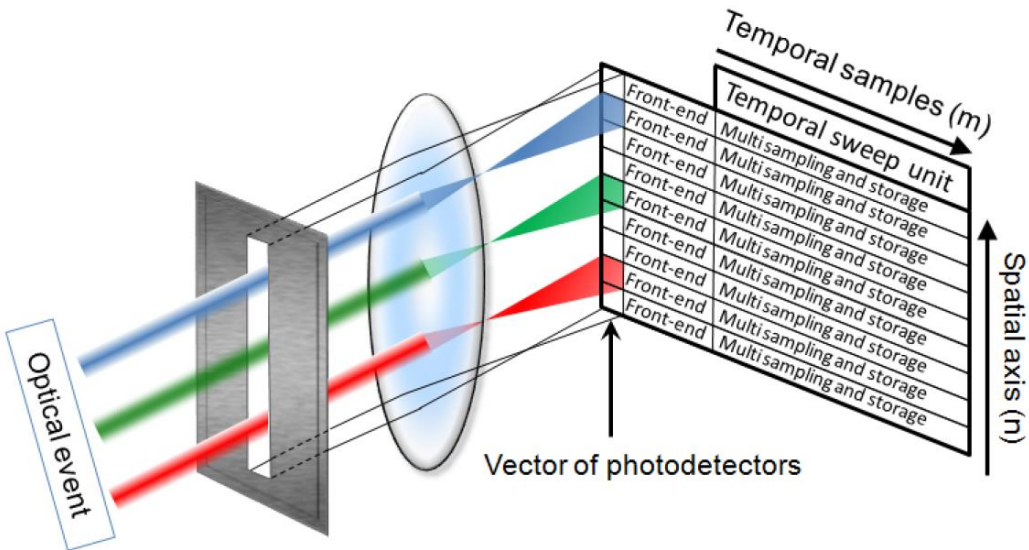 Temporal samples (m)
Temporal sweep unit
Front-end Multi sampling and storage
Front-end Multi sampling and storage
Front-end Multi sampling and storage
Front-end Multi sampling and storage
Front-end Multi sampling and storage
Front-end Multi sampling and storage
Front-end Multi sampling and storage
Front-end Multi sampling and storage
Front-end Multi sampling and storage
Spatial axis (n)
Optical event
Vector of photodetectors